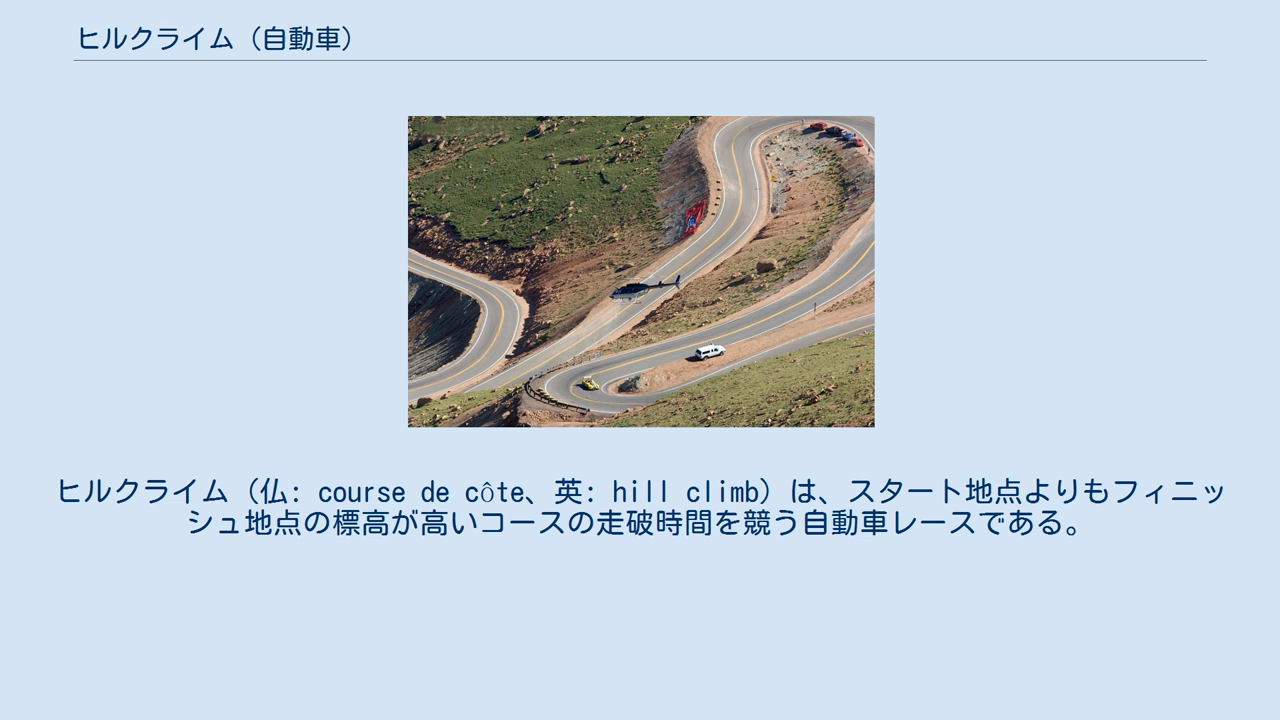 ヒルクライム（自動車）
ヒルクライム（仏: course de côte、英: hill climb）は、スタート地点よりもフィニッ
シュ地点の標高が高いコースの走破時間を競う自動車レースである。